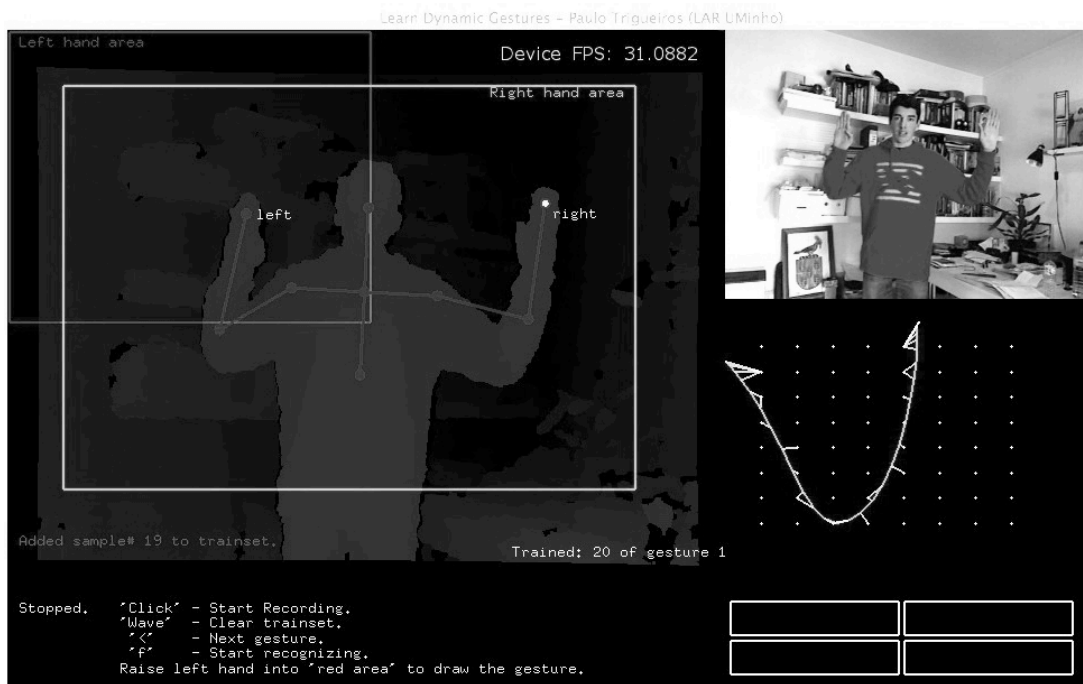 Learn Dynamic Gestures - Paulo Trigueiros (LAR UMinho)
Left hand area
Device FPS: 31.0882
Right hand area
left
right
Added sample# 19 to trainset.
Trained: 20 of gesture 1
Stopped.
"Click" - Start Recording.
"Wave" - Clear trainset.
"<" - Next gesture.
"f" - Start recognizing.
Raise left hand into "red area" to draw the gesture.